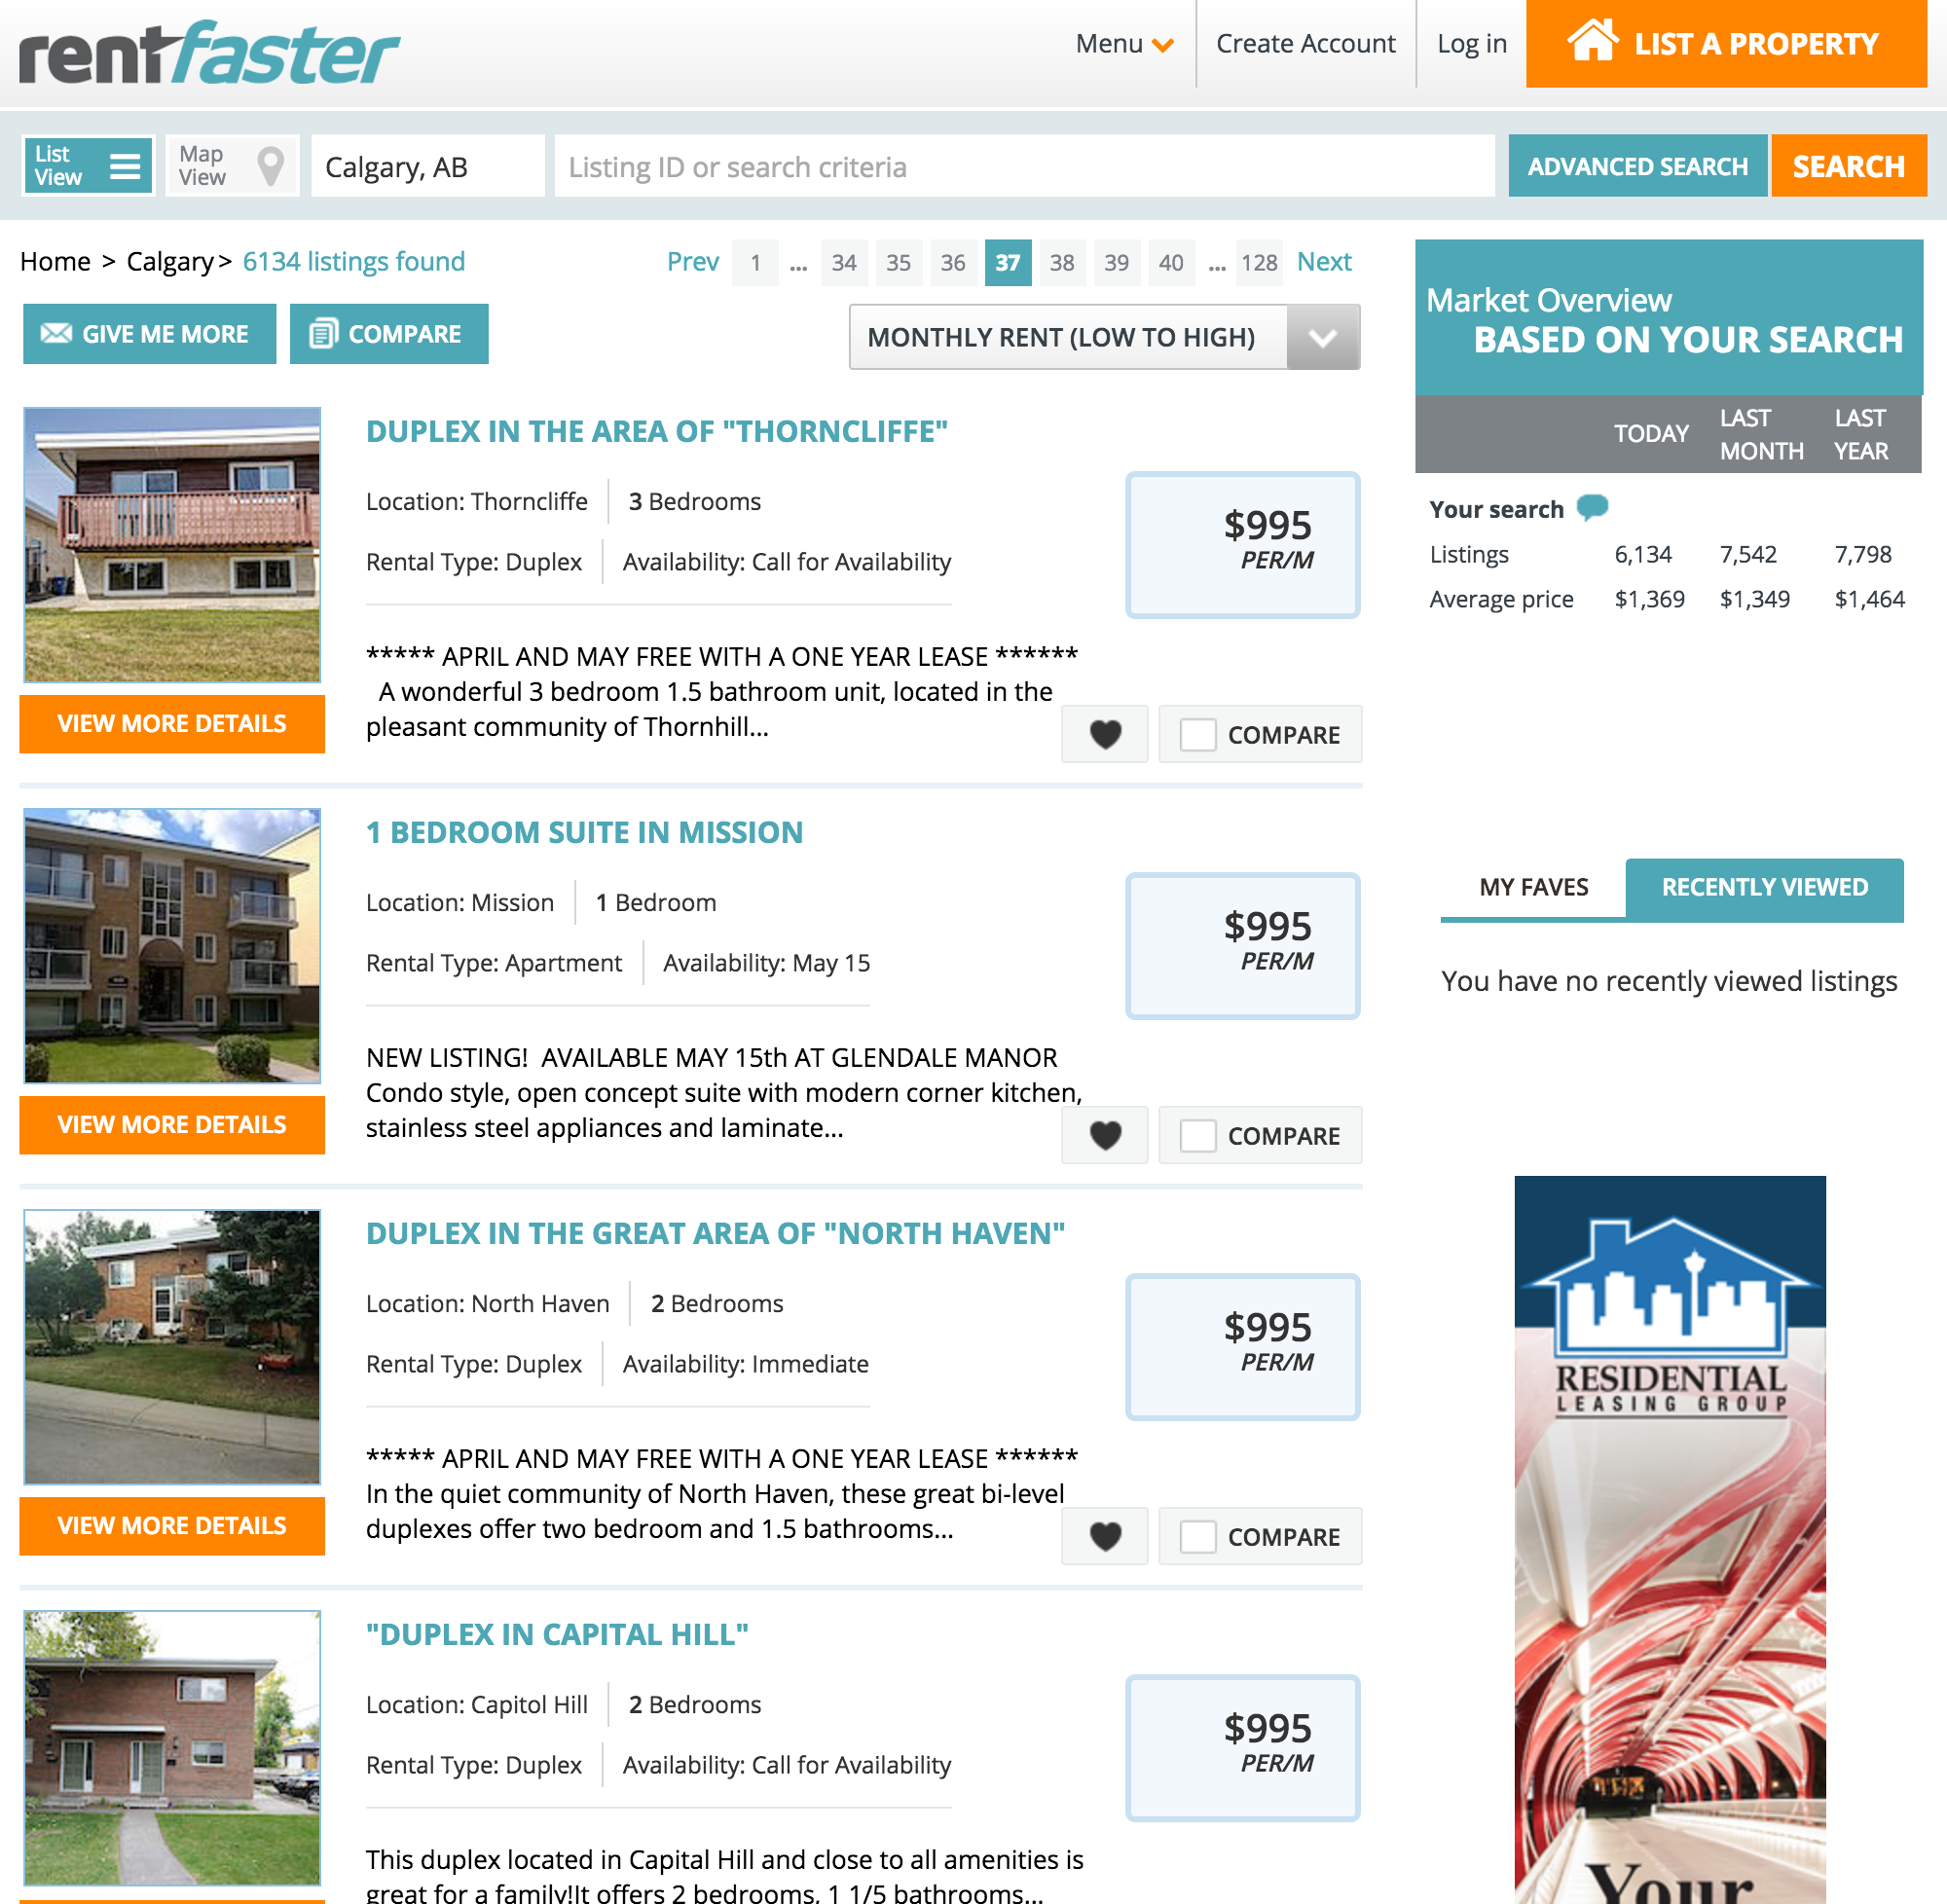 rentfaster
Menu
Create Account
Log in
LIST A PROPERTY
List
View
Map
View
Calgary, AB
Listing ID or search criteria
ADVANCED SEARCH
SEARCH
Home > Calgary > 6134 listings found
Prev 1 ... 34 35 36 37 38 39 40 ... 128 Next
GIVE ME MORE
COMPARE
MONTHLY RENT (LOW TO HIGH)
DUPLEX IN THE AREA OF "THORNCLIFFE"
Location: Thorncliffe
3 Bedrooms
Rental Type: Duplex
Availability: Call for Availability
$995
PER/M
***** APRIL AND MAY FREE WITH A ONE YEAR LEASE ******
A wonderful 3 bedroom 1.5 bathroom unit, located in the
pleasant community of Thornhill...
VIEW MORE DETAILS
COMPARE
1 BEDROOM SUITE IN MISSION
Location: Mission
1 Bedroom
Rental Type: Apartment
Availability: May 15
$995
PER/M
NEW LISTING!  AVAILABLE MAY 15th AT GLENDALE MANOR
Condo style, open concept suite with modern corner kitchen,
stainless steel appliances and laminate...
VIEW MORE DETAILS
COMPARE
DUPLEX IN THE GREAT AREA OF "NORTH HAVEN"
Location: North Haven
2 Bedrooms
Rental Type: Duplex
Availability: Immediate
$995
PER/M
***** APRIL AND MAY FREE WITH A ONE YEAR LEASE ******
In the quiet community of North Haven, these great bi-level
duplexes offer two bedroom and 1.5 bathrooms...
VIEW MORE DETAILS
COMPARE
"DUPLEX IN CAPITAL HILL"
Location: Capitol Hill
2 Bedrooms
Rental Type: Duplex
Availability: Call for Availability
$995
PER/M
This duplex located in Capital Hill and close to all amenities is
great for a family!It offers 2 bedrooms, 1 1/5 bathrooms...
Market Overview
BASED ON YOUR SEARCH
TODAY
LAST
MONTH
LAST
YEAR
Your search
Listings 6,134 7,542 7,798
Average price $1,369 $1,349 $1,464
MY FAVES
RECENTLY VIEWED
You have no recently viewed listings
RESIDENTIAL
LEASING GROUP
Your